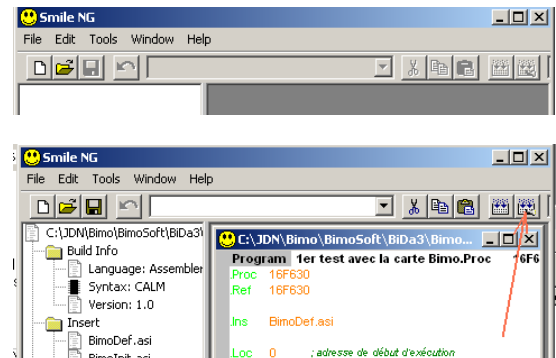 Smile NG
File Edit Tools Window Help
Smile NG
File Edit Tools Window Help
C:\JDN\Bimo\BimoSoft\BiDa3\
Build Info
Language: Assembler
Syntax: CALM
Version: 1.0
Insert
BimoDef.asi
BimoInit.asi
C:\JDN\Bimo\BimoSoft\BiDa3\Bimo...
Program 1er test avec la carte Bimo.Proc 16F6
.Proc 16F630
.Ref 16F630
.Ins BimoDef.asi
.Loc 0 ; adresse de début d'exécution